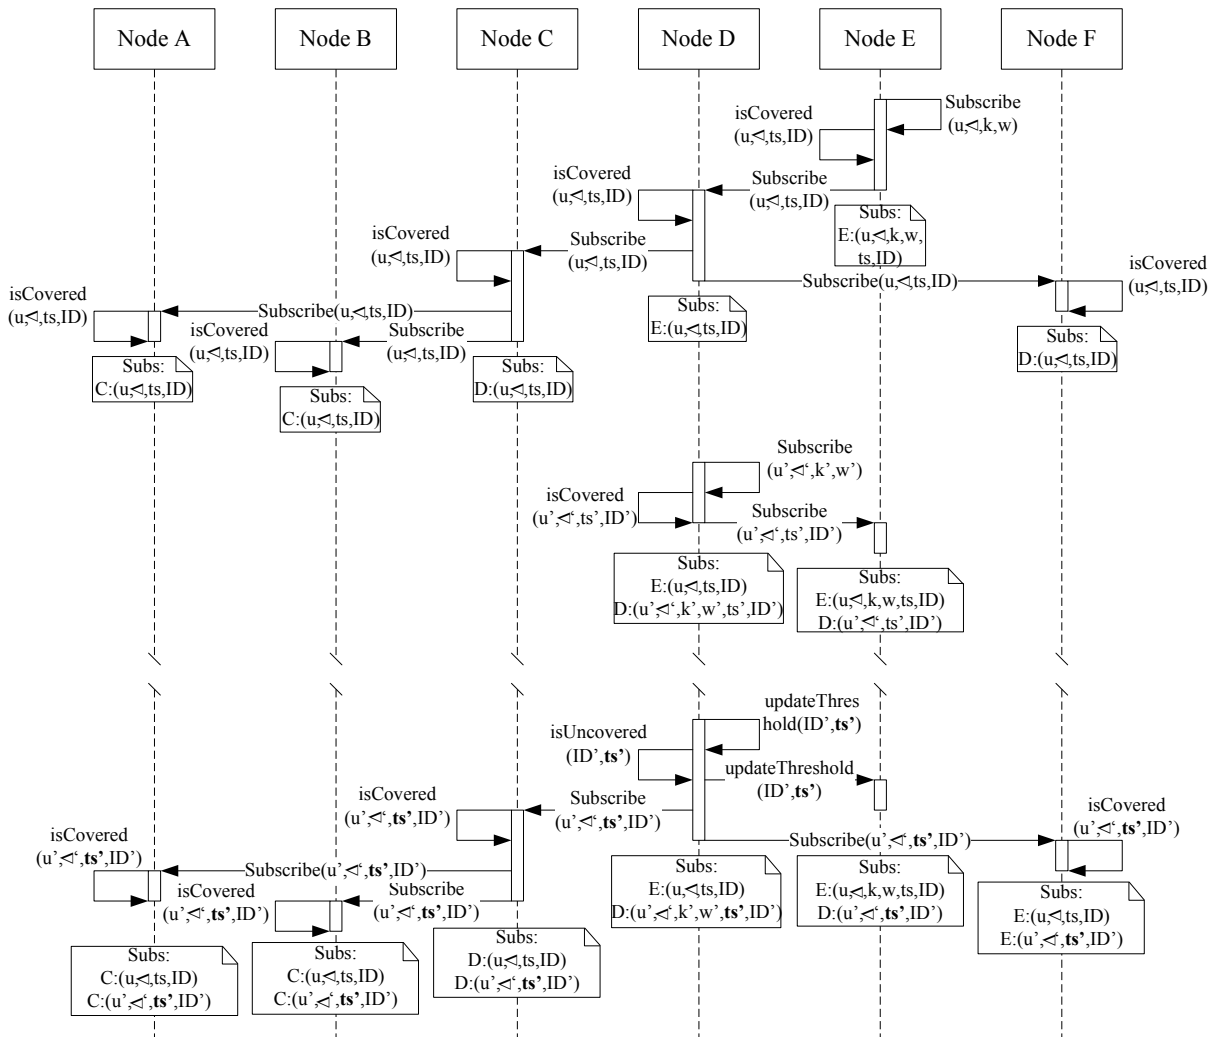 Node A
Node B
Node C
Node D
Node E
Node F
Subscribe
(u,⋖,k,w)
isCovered
(u,⋖,ts,ID)
isCovered
(u,⋖,ts,ID)
Subscribe
(u,⋖,ts,ID)
Subs:
E:(u,⋖,k,w,
ts,ID)
isCovered
(u,⋖,ts,ID)
Subscribe
(u,⋖,ts,ID)
Subscribe(u,⋖,ts,ID)
isCovered
(u,⋖,ts,ID)
isCovered
(u,⋖,ts,ID)
Subscribe(u,⋖,ts,ID)
Subs:
E:(u,⋖,ts,ID)
isCovered
(u,⋖,ts,ID)
Subscribe
(u,⋖,ts,ID)
Subs:
C:(u,⋖,ts,ID)
Subs:
C:(u,⋖,ts,ID)
Subs:
D:(u,⋖,ts,ID)
Subs:
D:(u,⋖,ts,ID)
Subscribe
(u’,⋖‘,k’,w’)
isCovered
(u’,⋖‘,ts’,ID’)
Subscribe
(u’,⋖‘,ts’,ID’)
Subs:
E:(u,⋖,ts,ID)
D:(u’,⋖‘,k’,w’,ts’,ID’)
Subs:
E:(u,⋖,k,w,ts,ID)
D:(u’,⋖‘,ts’,ID’)
updateThres
hold(ID’,ts’)
isUncovered
(ID’,ts’)
updateThreshold
(ID’,ts’)
isCovered
(u’,⋖‘,ts’,ID’)
Subscribe
(u’,⋖‘,ts’,ID’)
Subscribe(u’,⋖‘,ts’,ID’)
isCovered
(u’,⋖‘,ts’,ID’)
isCovered
(u’,⋖‘,ts’,ID’)
Subscribe(u’,⋖‘,ts’,ID’)
isCovered
(u’,⋖‘,ts’,ID’)
Subscribe
(u’,⋖‘,ts’,ID’)
Subs:
E:(u,⋖,ts,ID)
D:(u’,⋖‘,k’,w’,ts’,ID’)
Subs:
E:(u,⋖,k,w,ts,ID)
D:(u’,⋖‘,ts’,ID’)
Subs:
E:(u,⋖,ts,ID)
E:(u’,⋖‘,ts’,ID’)
Subs:
C:(u,⋖,ts,ID)
C:(u’,⋖‘,ts’,ID’)
Subs:
C:(u,⋖,ts,ID)
C:(u’,⋖‘,ts’,ID’)
Subs:
D:(u,⋖,ts,ID)
D:(u’,⋖‘,ts’,ID’)